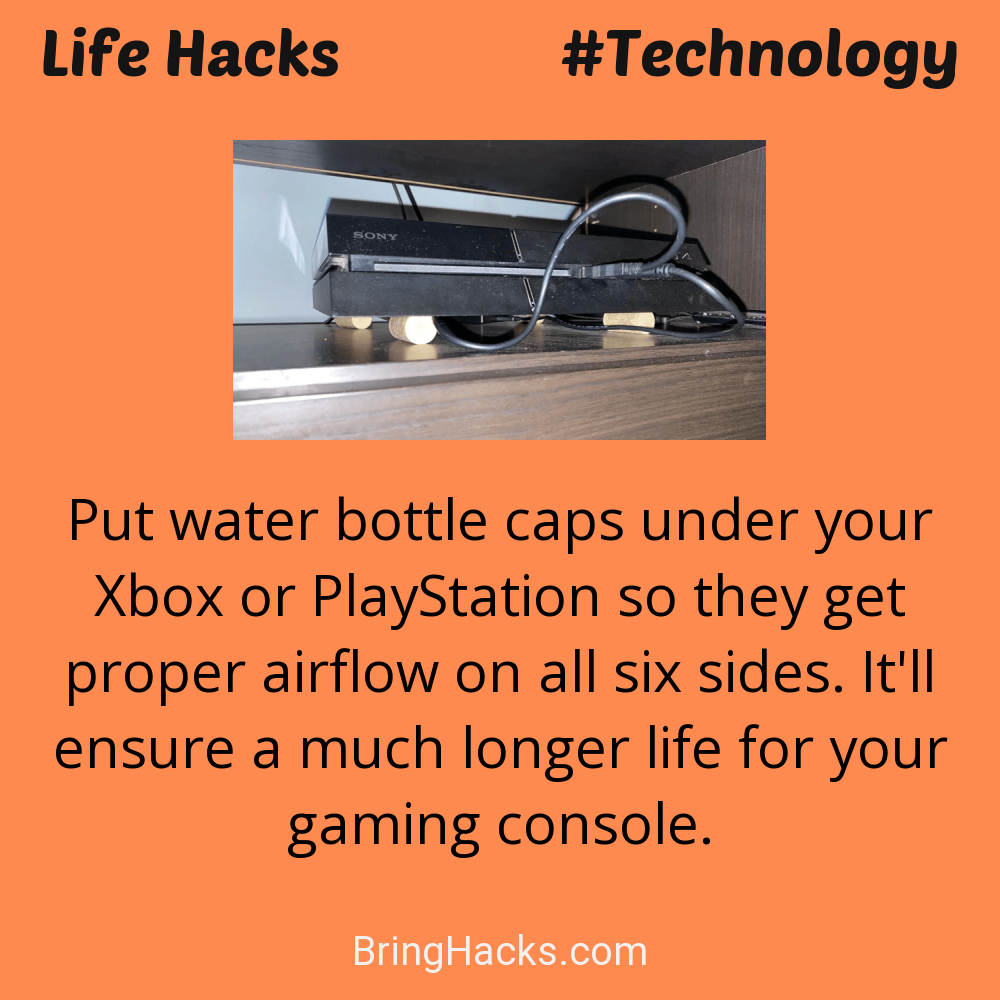 Life Hacks #Technology
SONY
Put water bottle caps under your
Xbox or PlayStation so they get
proper airflow on all six sides. It'll
ensure a much longer life for your
gaming console.
BringHacks.com